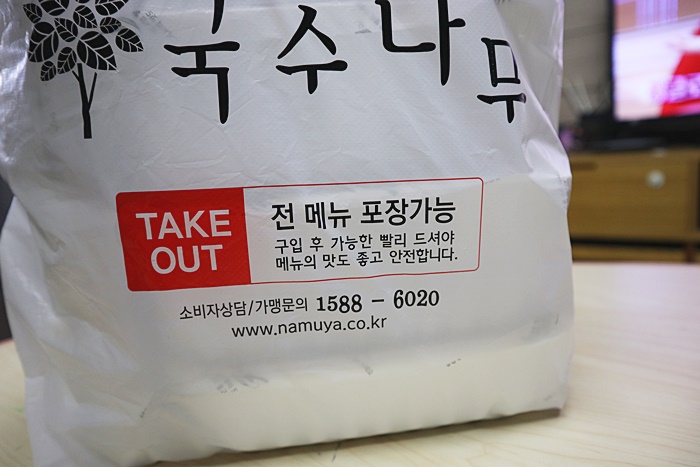 국수나무
TAKE OUT
전 메뉴 포장가능
구입 후 가능한 빨리 드셔야
메뉴의 맛도 좋고 안전합니다.
소비자상담/가맹문의 1588 - 6020
www.namuya.co.kr